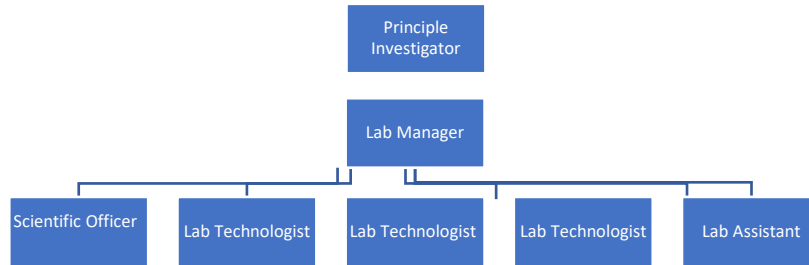 Principle
Investigator
Lab Manager
Scientific Officer
Lab Technologist
Lab Technologist
Lab Technologist
Lab Assistant